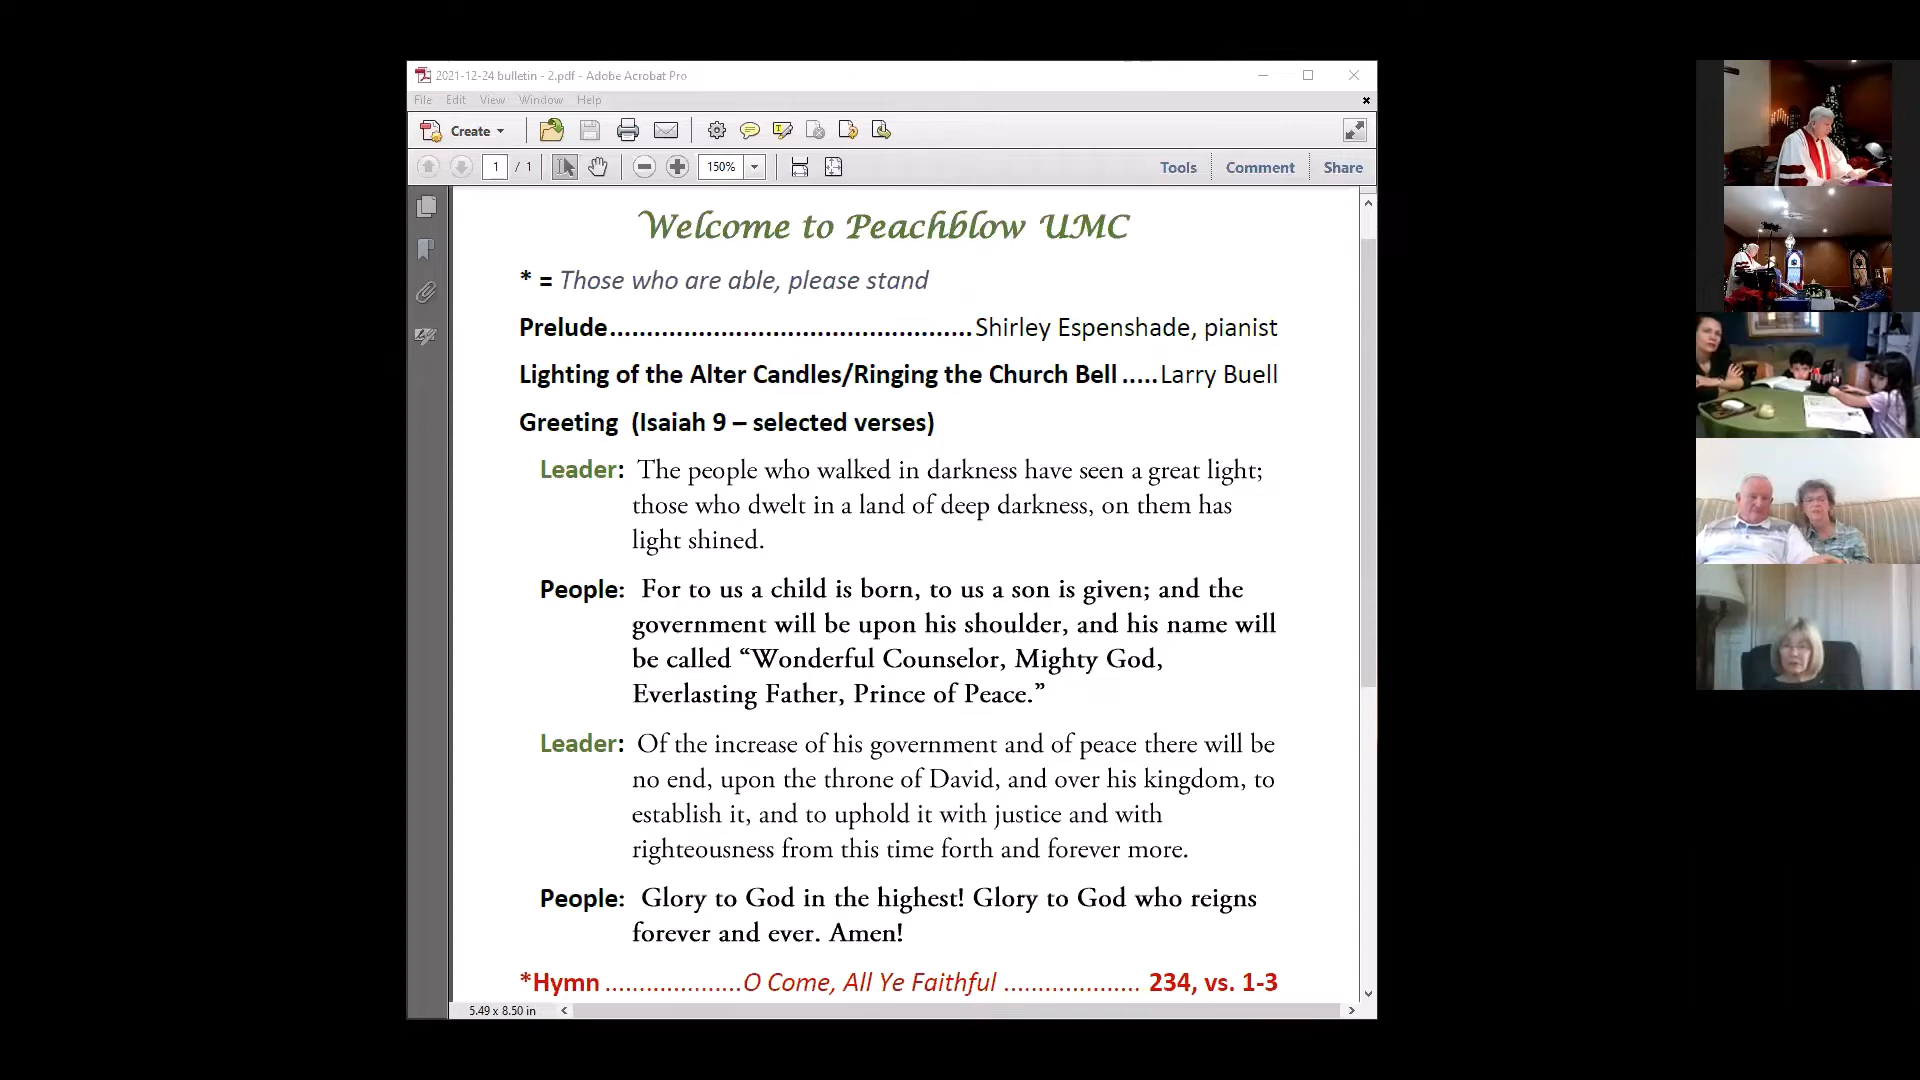 2021-12-24 bulletin - 2.pdf - Adobe Acrobat Pro
File Edit View Window Help
Create
1 / 1 150% Tools Comment Share
Welcome to Peachblow UMC
* = Those who are able, please stand
Prelude.................................................Shirley Espenshade, pianist
Lighting of the Alter Candles/Ringing the Church Bell .....Larry Buell
Greeting (Isaiah 9 – selected verses)
Leader: The people who walked in darkness have seen a great light;
those who dwelt in a land of deep darkness, on them has
light shined.
People: For to us a child is born, to us a son is given; and the
government will be upon his shoulder, and his name will
be called “Wonderful Counselor, Mighty God,
Everlasting Father, Prince of Peace.”
Leader: Of the increase of his government and of peace there will be
no end, upon the throne of David, and over his kingdom, to
establish it, and to uphold it with justice and with
righteousness from this time forth and forever more.
People: Glory to God in the highest! Glory to God who reigns
forever and ever. Amen!
*Hymn ....................O Come, All Ye Faithful .................... 234, vs. 1-3
5.49 x 8.50 in